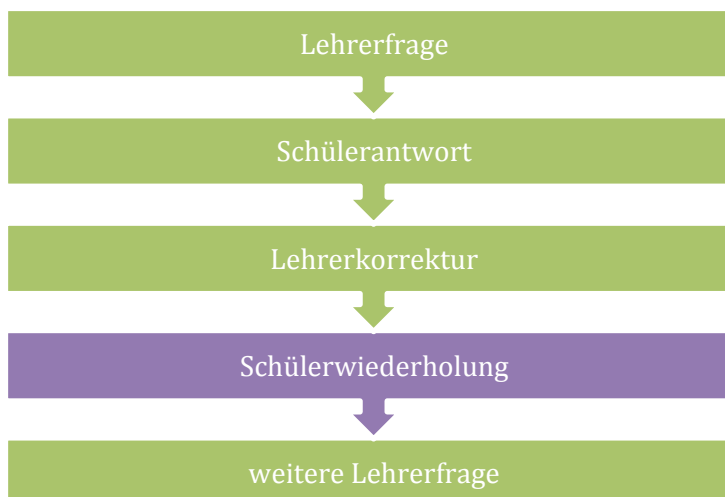 Lehrerfrage
Schülerantwort
Lehrerkorrektur
Schülerwiederholung
weitere Lehrerfrage